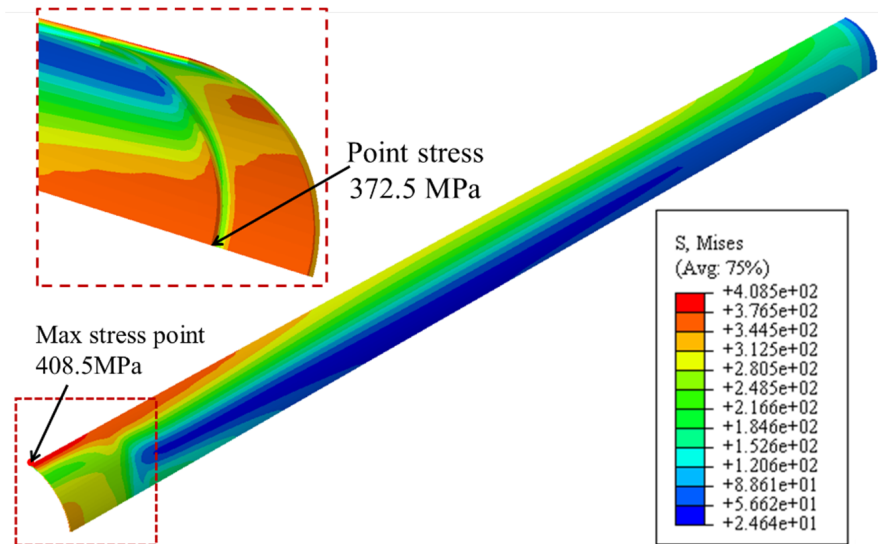 Point stress
372.5 MPa
Max stress point
408.5MPa
S, Mises
(Avg: 75%)
+4.085e+02
+3.765e+02
+3.445e+02
+3.125e+02
+2.805e+02
+2.485e+02
+2.166e+02
+1.846e+02
+1.526e+02
+1.206e+02
+8.861e+01
+5.662e+01
+2.464e+01